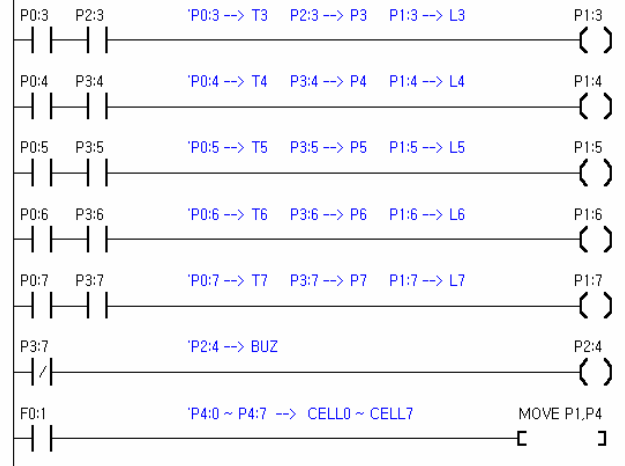 P0:3 P2:3 'P0:3 --> T3 P2:3 --> P3 P1:3 --> L3 P1:3
P0:4 P3:4 'P0:4 --> T4 P3:4 --> P4 P1:4 --> L4 P1:4
P0:5 P3:5 'P0:5 --> T5 P3:5 --> P5 P1:5 --> L5 P1:5
P0:6 P3:6 'P0:6 --> T6 P3:6 --> P6 P1:6 --> L6 P1:6
P0:7 P3:7 'P0:7 --> T7 P3:7 --> P7 P1:7 --> L7 P1:7
P3:7 'P2:4 --> BUZ P2:4
F0:1 'P4:0 ~ P4:7 --> CELL0 ~ CELL7 MOVE P1,P4